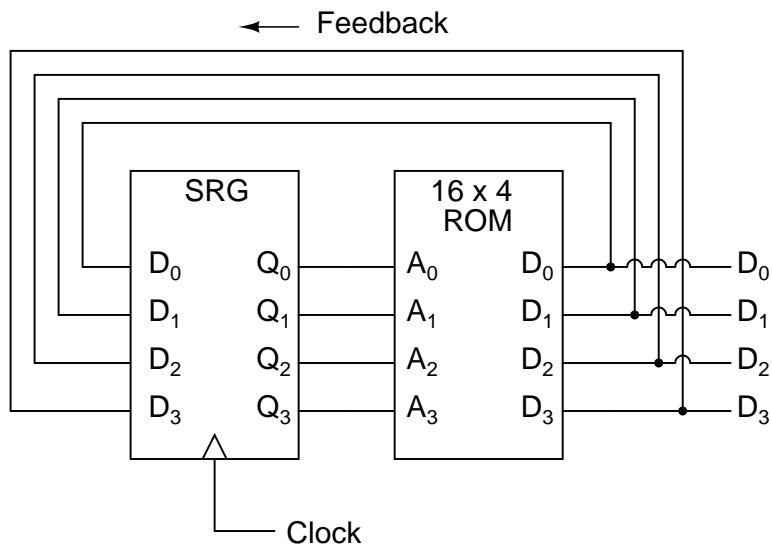 Feedback
SRG
16 x 4
ROM
D₀ Q₀ A₀ D₀ D₀
D₁ Q₁ A₁ D₁ D₁
D₂ Q₂ A₂ D₂ D₂
D₃ Q₃ A₃ D₃ D₃
Clock